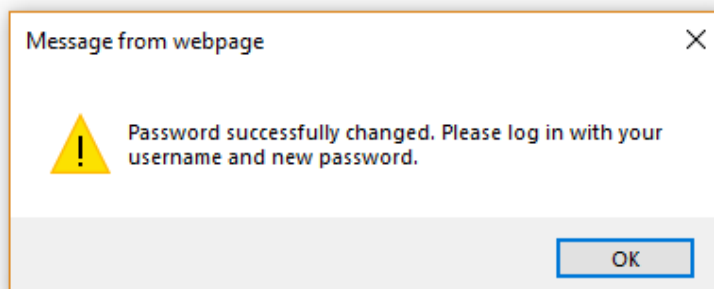 Message from webpage
Password successfully changed. Please log in with your
username and new password.
OK